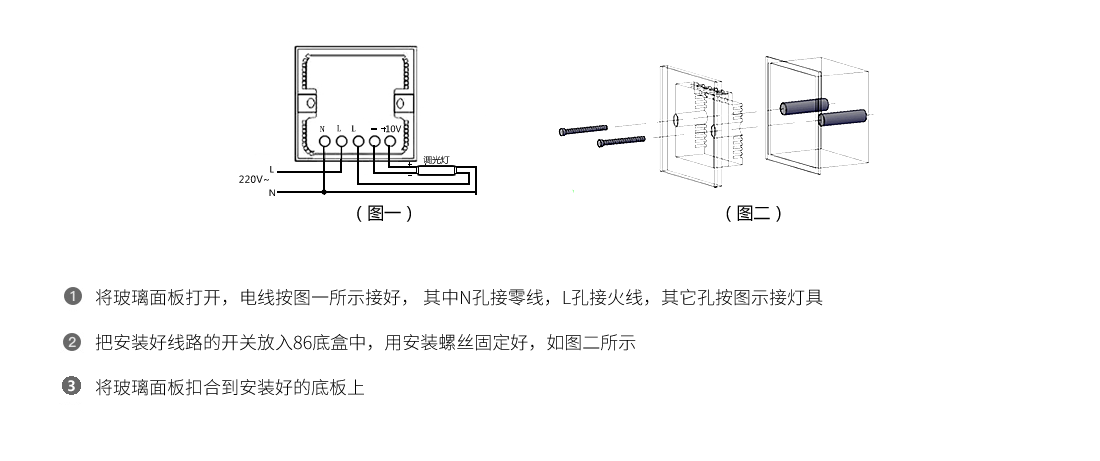 N L L − +10V
调光灯
+
L
−
220V~
N
（图一）
（图二）
1 将玻璃面板打开，电线按图一所示接好， 其中N孔接零线，L孔接火线，其它孔按图示接灯具
2 把安装好线路的开关放入86底盒中，用安装螺丝固定好，如图二所示
3 将玻璃面板扣合到安装好的底板上